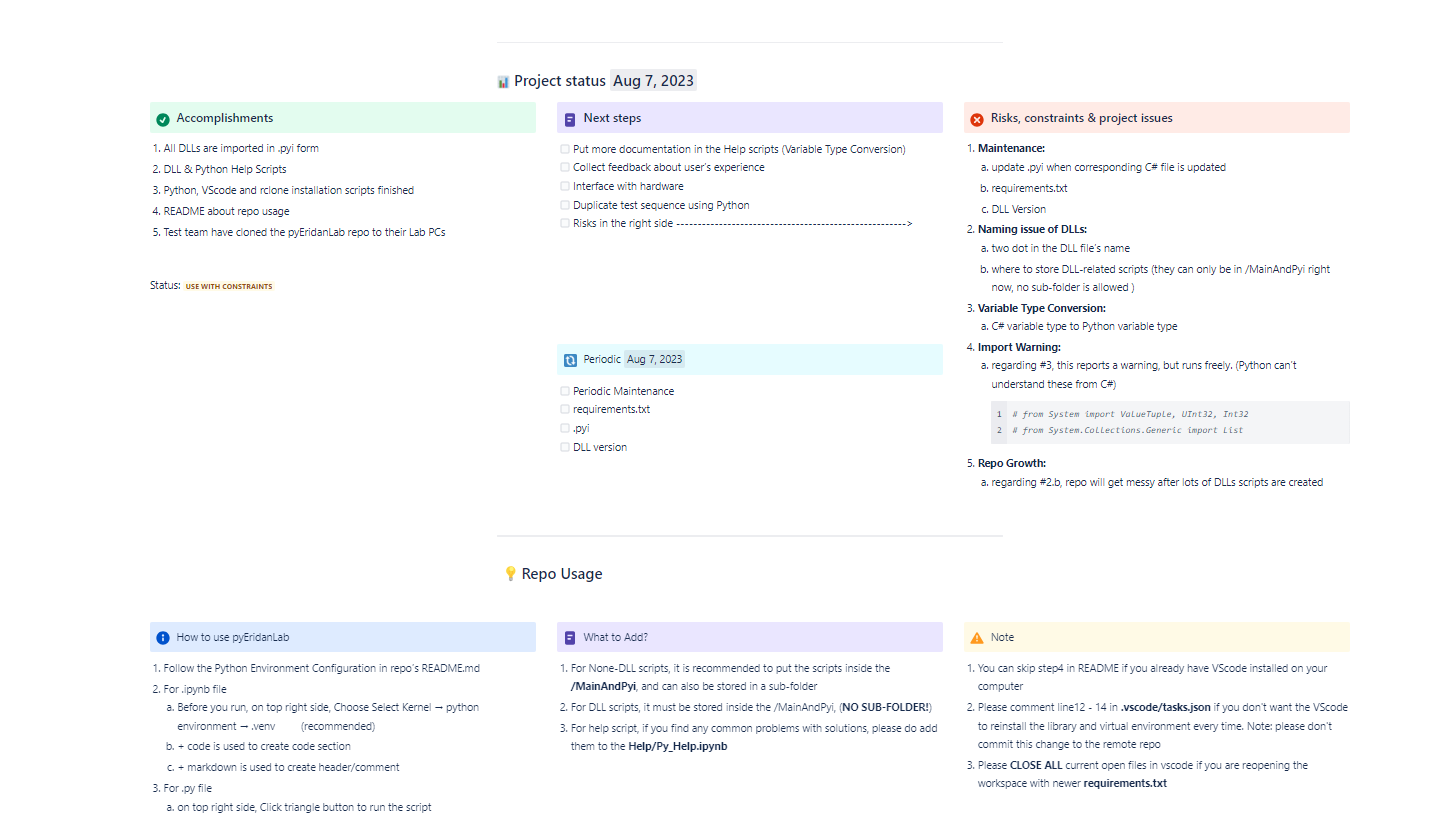 Project status Aug 7, 2023
Accomplishments
1. All DLLs are imported in .pyi form
2. DLL & Python Help Scripts
3. Python, VScode and rclone installation scripts finished
4. README about repo usage
5. Test team have cloned the pyEridanLab repo to their Lab PCs
Status: USE WITH CONSTRAINTS
Next steps
Put more documentation in the Help scripts (Variable Type Conversion)
Collect feedback about user's experience
Interface with hardware
Duplicate test sequence using Python
Risks in the right side ------------------------------------------------------>
Periodic Aug 7, 2023
Periodic Maintenance
requirements.txt
.pyi
DLL version
Risks, constraints & project issues
1. Maintenance:
a. update .pyi when corresponding C# file is updated
b. requirements.txt
c. DLL Version
2. Naming issue of DLLs:
a. two dot in the DLL file's name
b. where to store DLL-related scripts (they can only be in /MainAndPyi right
now, no sub-folder is allowed )
3. Variable Type Conversion:
a. C# variable type to Python variable type
4. Import Warning:
a. regarding #3, this reports a warning, but runs freely. (Python can't
understand these from C#)
1 # from System import ValueTuple, UInt32, Int32
2 # from System.Collections.Generic import List
5. Repo Growth:
a. regarding #2.b, repo will get messy after lots of DLLs scripts are created
Repo Usage
How to use pyEridanLab
1. Follow the Python Environment Configuration in repo's README.md
2. For .ipynb file
a. Before you run, on top right side, Choose Select Kernel → python
environment → .venv (recommended)
b. + code is used to create code section
c. + markdown is used to create header/comment
3. For .py file
a. on top right side, Click triangle button to run the script
What to Add?
1. For None-DLL scripts, it is recommended to put the scripts inside the
/MainAndPyi, and can also be stored in a sub-folder
2. For DLL scripts, it must be stored inside the /MainAndPyi, (NO SUB-FOLDER!)
3. For help script, if you find any common problems with solutions, please do add
them to the Help/Py_Help.ipynb
Note
1. You can skip step4 in README if you already have VScode installed on your
computer
2. Please comment line12 - 14 in .vscode/tasks.json if you don't want the VScode
to reinstall the library and virtual environment every time. Note: please don't
commit this change to the remote repo
3. Please CLOSE ALL current open files in vscode if you are reopening the
workspace with newer requirements.txt